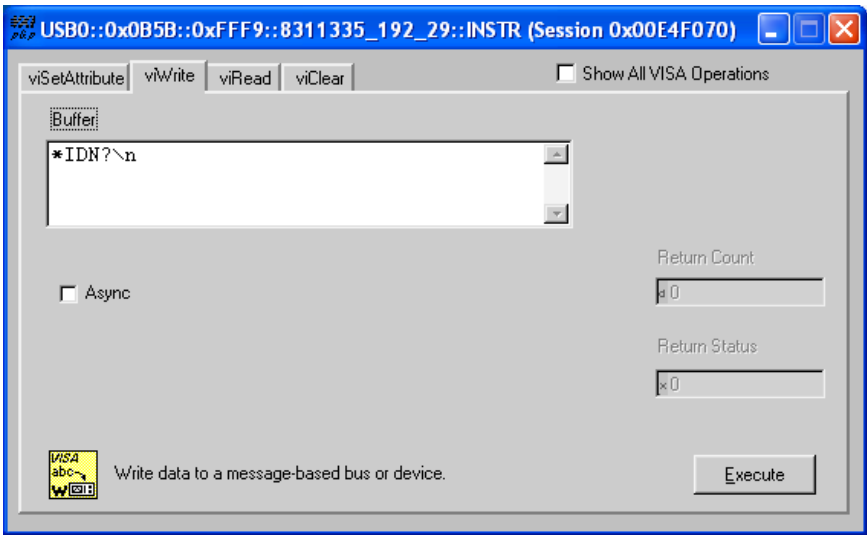 USB0::0x0B5B::0xFFF9::8311335_192_29::INSTR (Session 0x00E4F070)
viSetAttribute viWrite viRead viClear Show All VISA Operations
Buffer
*IDN?\n
Return Count
Async
d 0
Return Status
x 0
VISA
abc
W
Write data to a message-based bus or device.
Execute